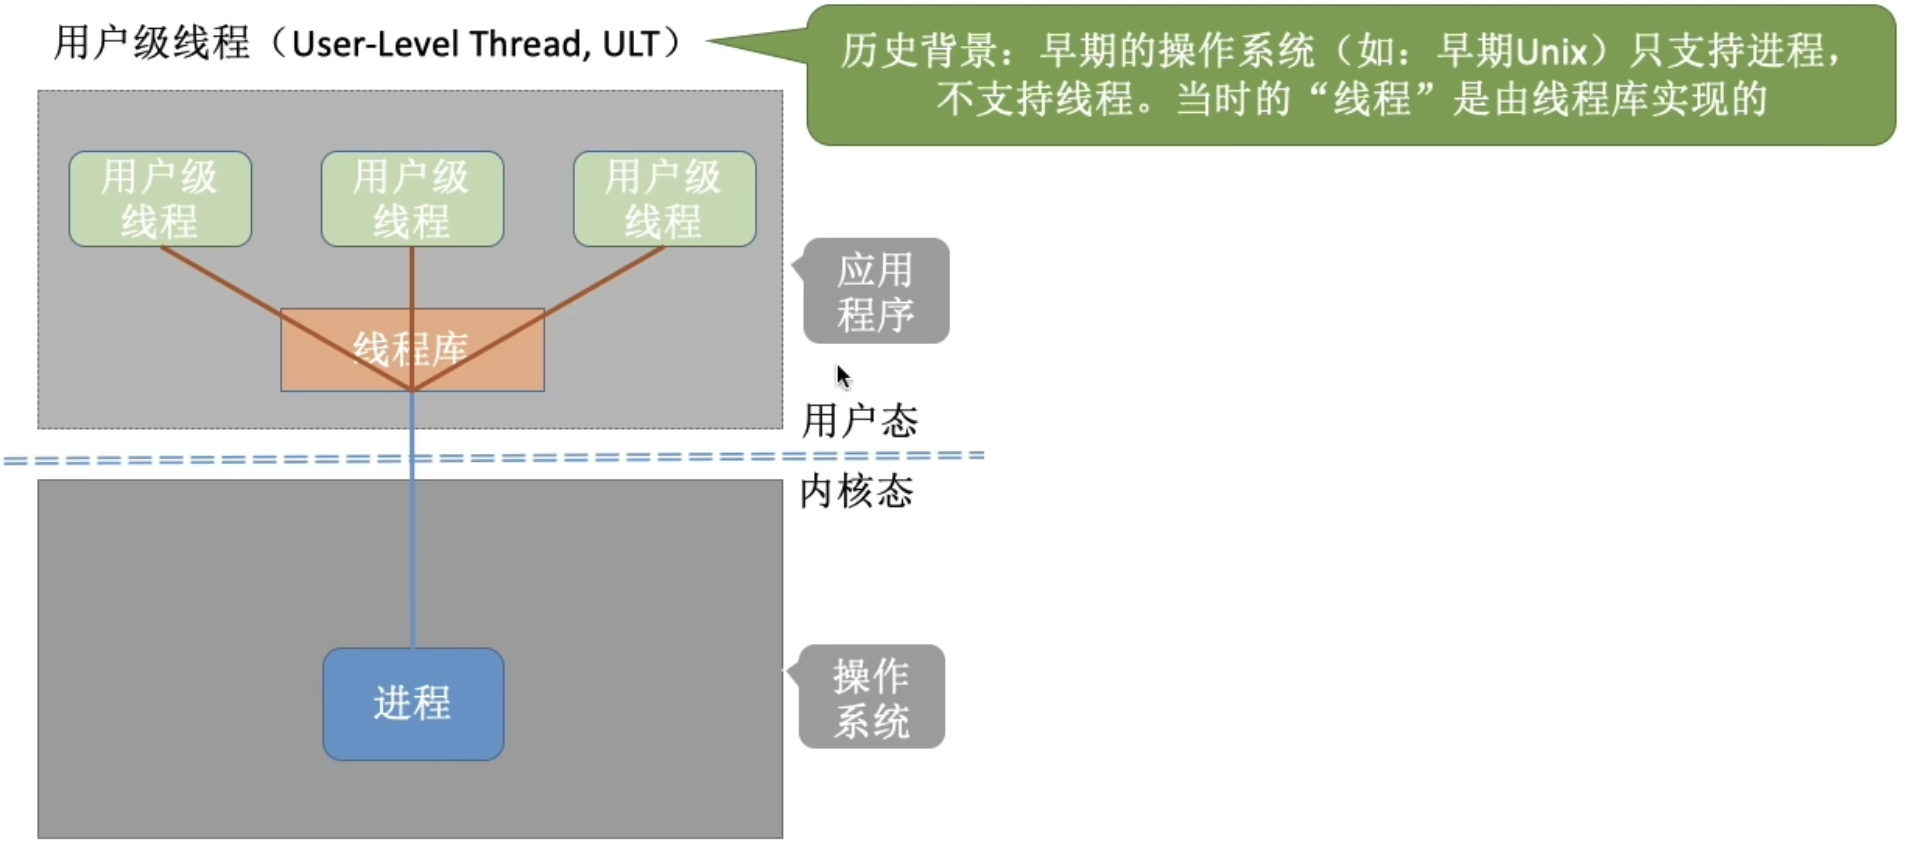 用户级线程（User-Level Thread, ULT）
历史背景：早期的操作系统（如：早期Unix）只支持进程，
不支持线程。当时的“线程”是由线程库实现的
用户级
线程
用户级
线程
用户级
线程
应用
程序
线程库
用户态
内核态
操作
系统
进程